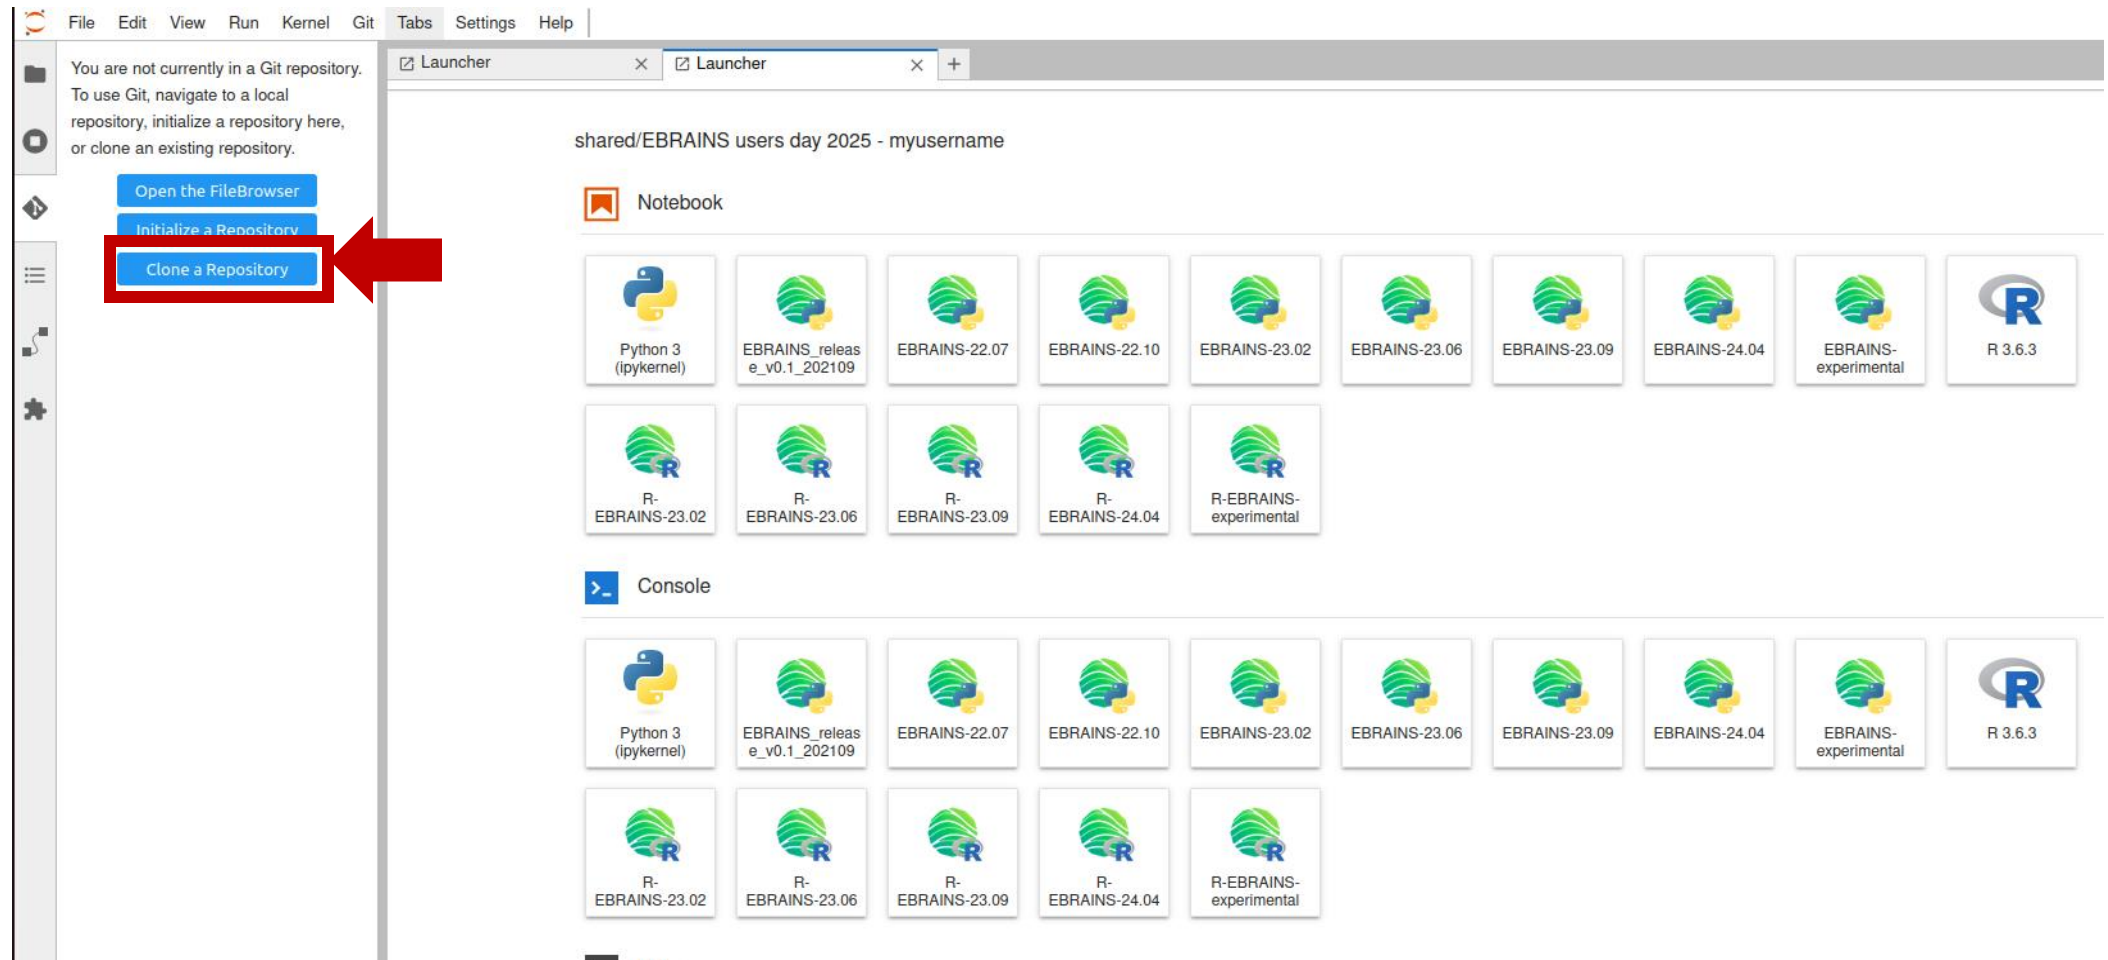 File Edit View Run Kernel Git Tabs Settings Help
You are not currently in a Git repository.
To use Git, navigate to a local
repository, initialize a repository here,
or clone an existing repository.
Open the FileBrowser
Initialize a Repository
Clone a Repository
Launcher
Launcher
shared/EBRAINS users day 2025 - myusername
Notebook
Python 3
(ipykernel)
EBRAINS_releas
e_v0.1_202109
EBRAINS-22.07
EBRAINS-22.10
EBRAINS-23.02
EBRAINS-23.06
EBRAINS-23.09
EBRAINS-24.04
EBRAINS-
experimental
R 3.6.3
R-
EBRAINS-23.02
R-
EBRAINS-23.06
R-
EBRAINS-23.09
R-
EBRAINS-24.04
R-EBRAINS-
experimental
Console
Python 3
(ipykernel)
EBRAINS_releas
e_v0.1_202109
EBRAINS-22.07
EBRAINS-22.10
EBRAINS-23.02
EBRAINS-23.06
EBRAINS-23.09
EBRAINS-24.04
EBRAINS-
experimental
R 3.6.3
R-
EBRAINS-23.02
R-
EBRAINS-23.06
R-
EBRAINS-23.09
R-
EBRAINS-24.04
R-EBRAINS-
experimental